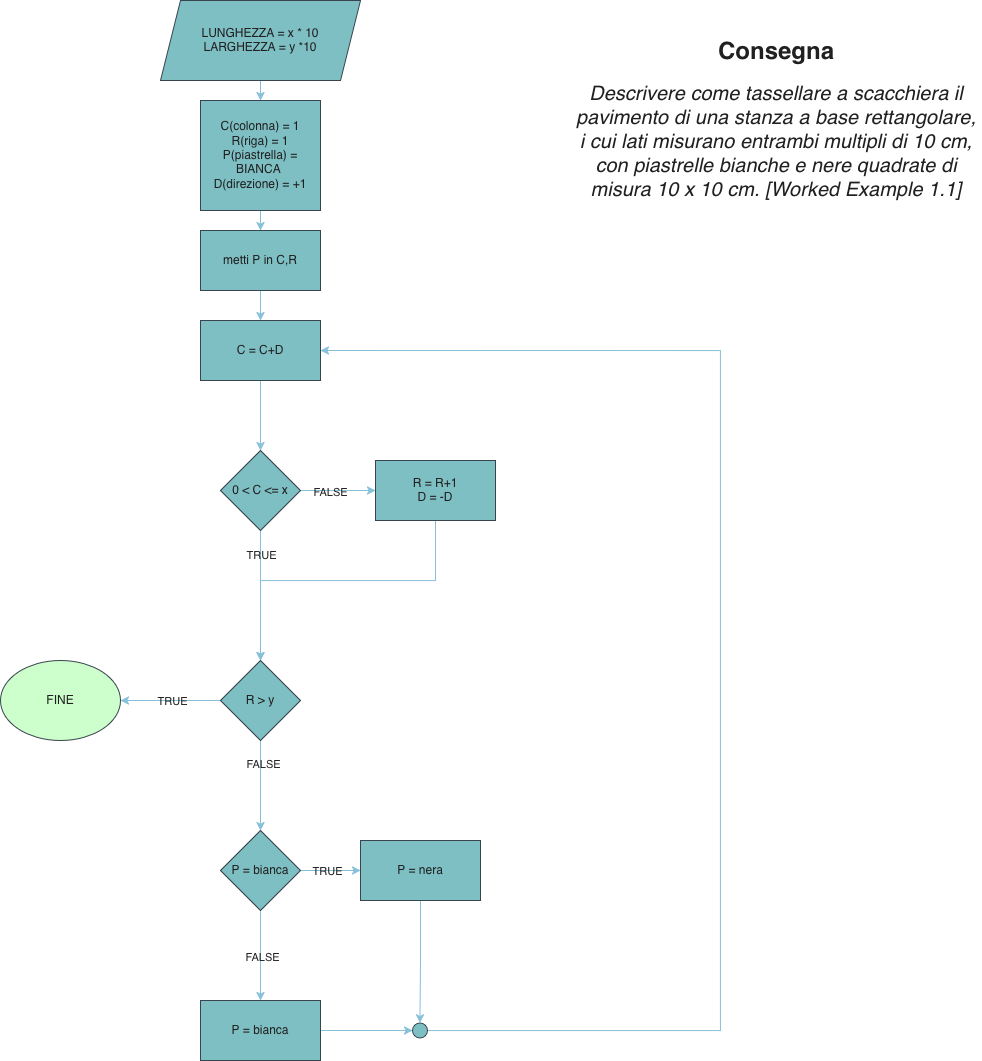 LUNGHEZZA = x * 10
LARGHEZZA = y *10
Consegna
Descrivere come tassellare a scacchiera il
pavimento di una stanza a base rettangolare,
i cui lati misurano entrambi multipli di 10 cm,
con piastrelle bianche e nere quadrate di
misura 10 x 10 cm. [Worked Example 1.1]
C(colonna) = 1
R(riga) = 1
P(piastrella) =
BIANCA
D(direzione) = +1
metti P in C,R
C = C+D
0 < C <= x
FALSE
R = R+1
D = -D
TRUE
R > y
TRUE
FINE
FALSE
P = bianca
TRUE
P = nera
FALSE
P = bianca